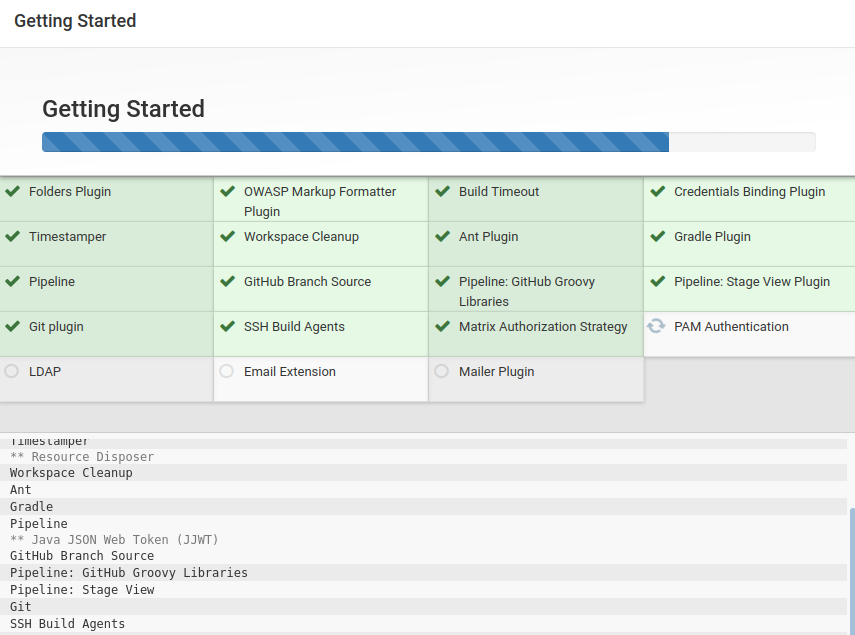 Getting Started
Getting Started
Folders Plugin
OWASP Markup Formatter
Plugin
Build Timeout
Credentials Binding Plugin
Timestamper
Workspace Cleanup
Ant Plugin
Gradle Plugin
Pipeline
GitHub Branch Source
Pipeline: GitHub Groovy
Libraries
Pipeline: Stage View Plugin
Git plugin
SSH Build Agents
Matrix Authorization Strategy
PAM Authentication
LDAP
Email Extension
Mailer Plugin
Timestamper
** Resource Disposer
Workspace Cleanup
Ant
Gradle
Pipeline
** Java JSON Web Token (JJWT)
GitHub Branch Source
Pipeline: GitHub Groovy Libraries
Pipeline: Stage View
Git
SSH Build Agents